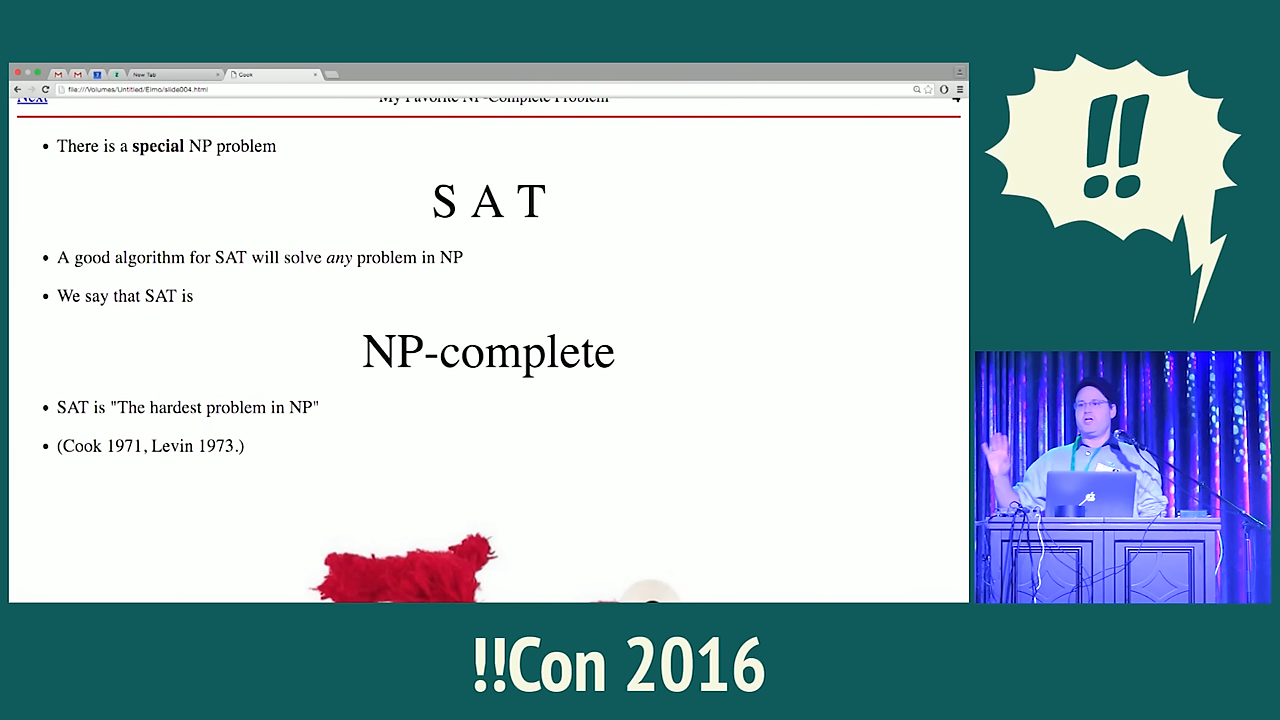 New Tab
Geek
file:///Volumes/Untitled/Elmo/slide004.html
Next
My Favorite NP-Complete Problem
4
• There is a special NP problem
S A T
• A good algorithm for SAT will solve any problem in NP
• We say that SAT is
NP-complete
• SAT is "The hardest problem in NP"
• (Cook 1971, Levin 1973.)
!!
!!Con 2016